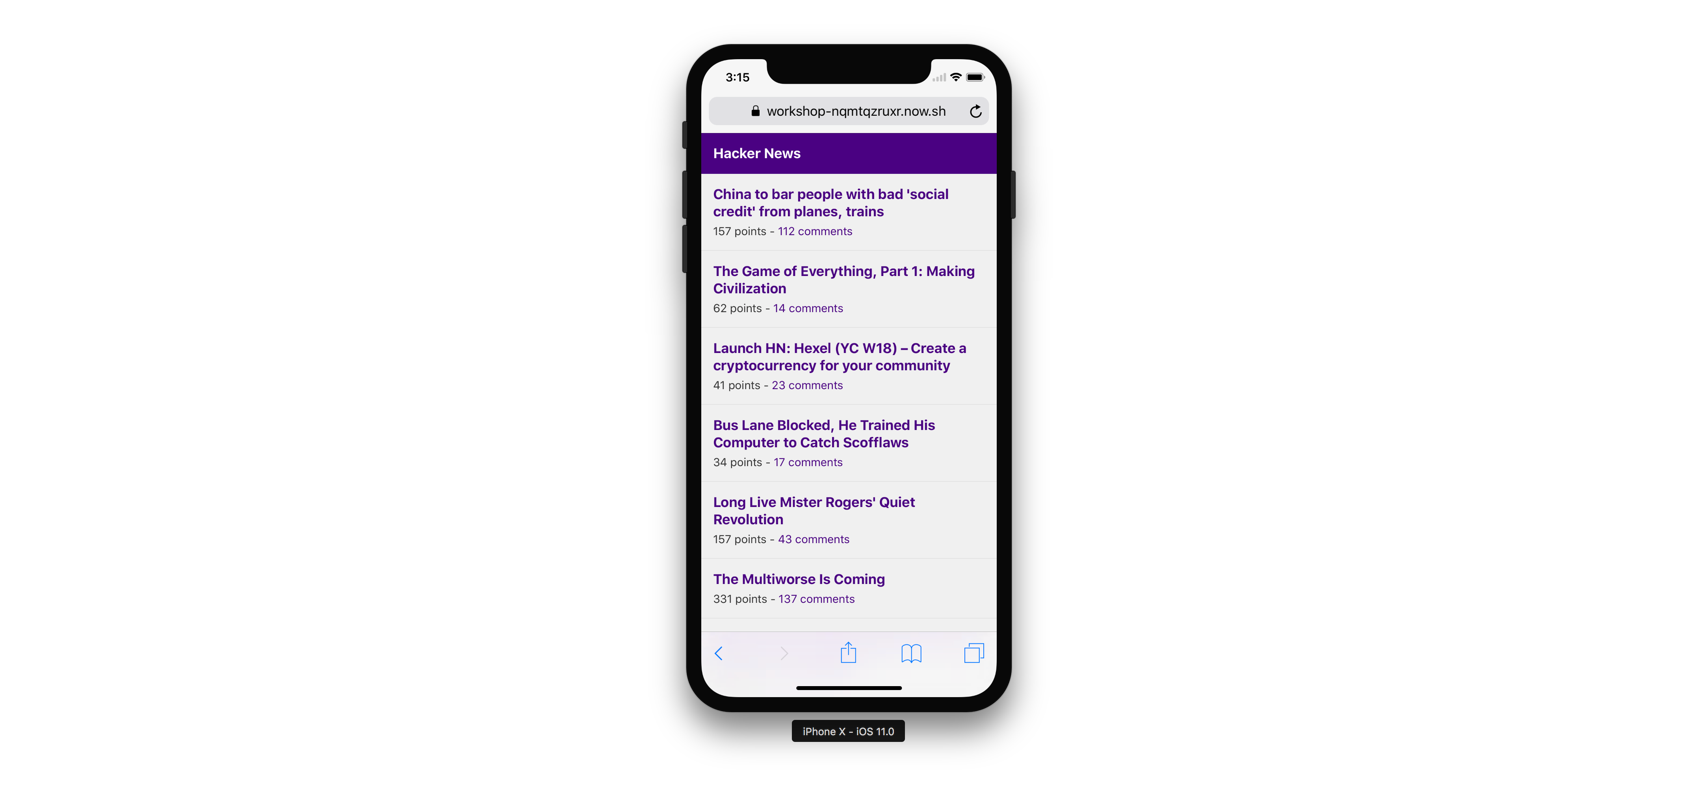 3:15
workshop-nqmtqzruxr.now.sh
Hacker News
China to bar people with bad 'social
credit' from planes, trains
157 points - 112 comments
The Game of Everything, Part 1: Making
Civilization
62 points - 14 comments
Launch HN: Hexel (YC W18) – Create a
cryptocurrency for your community
41 points - 23 comments
Bus Lane Blocked, He Trained His
Computer to Catch Scofflaws
34 points - 17 comments
Long Live Mister Rogers' Quiet
Revolution
157 points - 43 comments
The Multiworse Is Coming
331 points - 137 comments
iPhone X - iOS 11.0